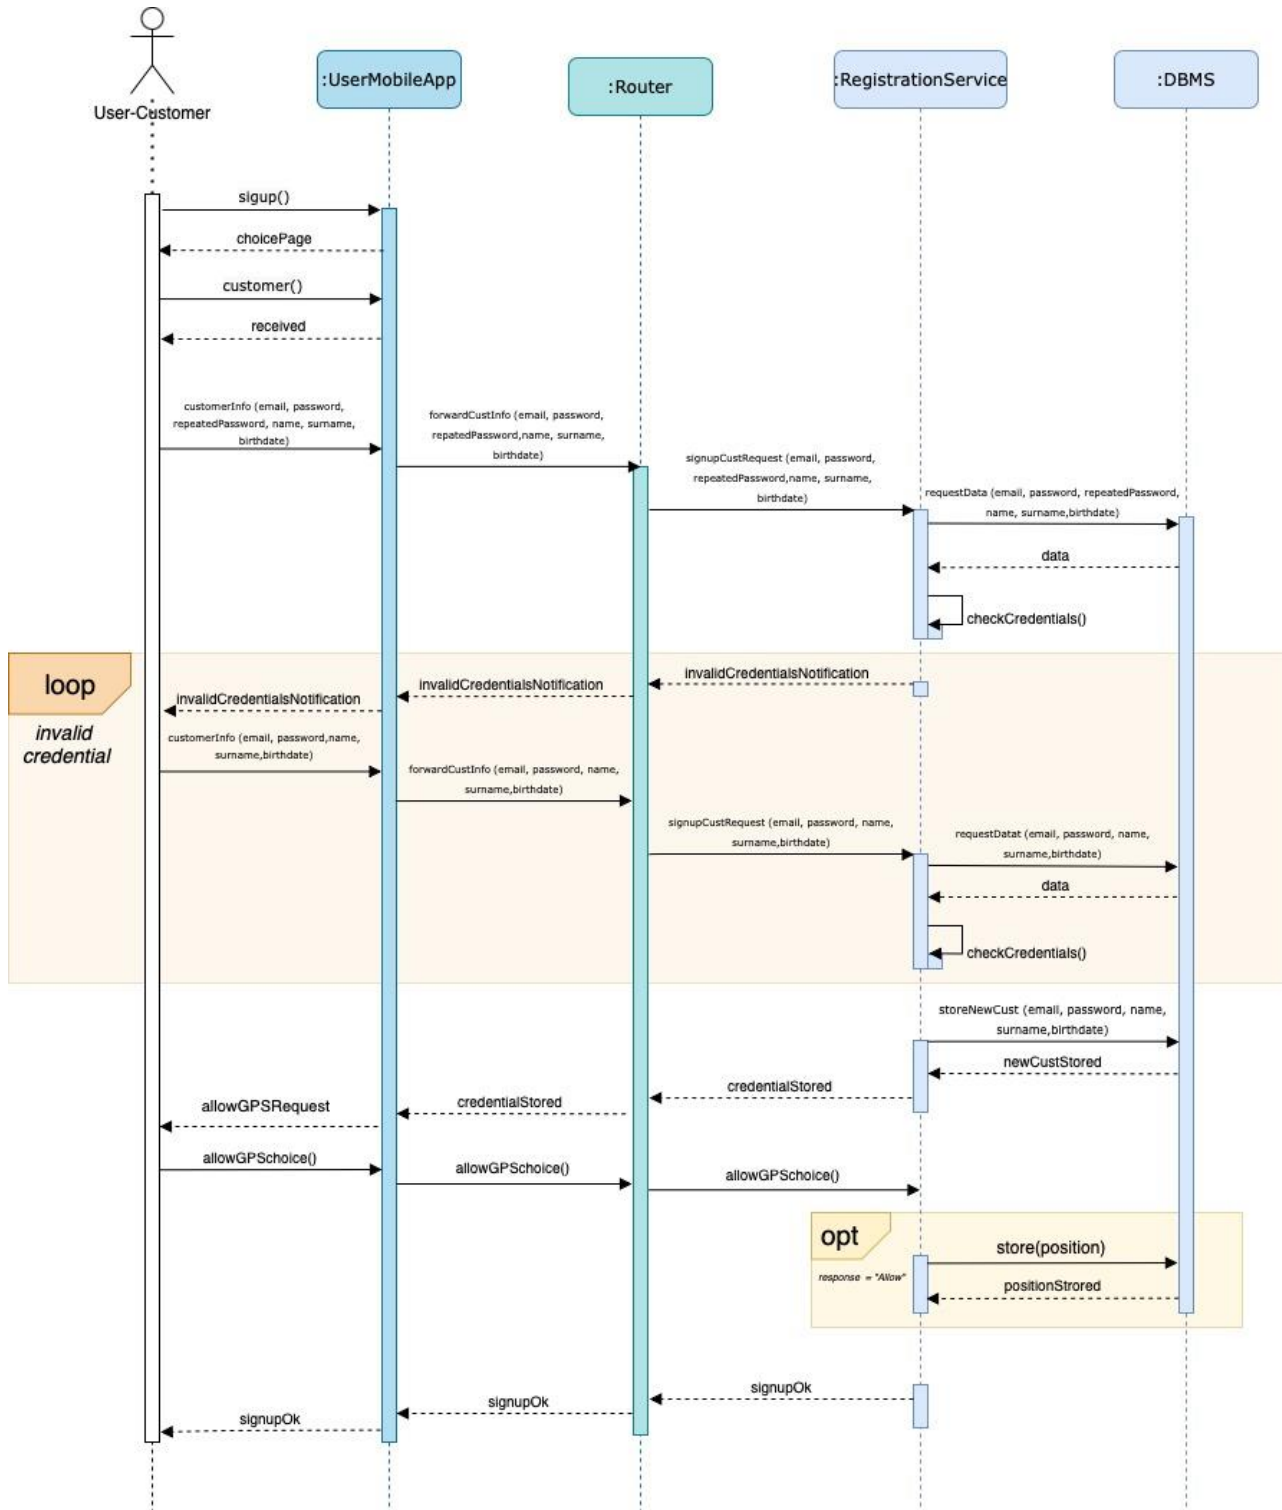 User-Customer
:UserMobileApp
:Router
:RegistrationService
:DBMS
sigup()
choicePage
customer()
received
customerInfo (email, password,
repeatedPassword, name, surname,
birthdate)
forwardCustInfo (email, password,
repatedPassword,name, surname,
birthdate)
signupCustRequest (email, password,
repeatedPassword,name, surname,
birthdate)
requestData (email, password, repeatedPassword,
name, surname,birthdate)
data
checkCredentials()
loop
invalid
credential
invalidCredentialsNotification
invalidCredentialsNotification
invalidCredentialsNotification
customerInfo (email, password,name,
surname,birthdate)
forwardCustInfo (email, password, name,
surname,birthdate)
signupCustRequest (email, password, name,
surname,birthdate)
requestDatat (email, password, name,
surname,birthdate)
data
checkCredentials()
storeNewCust (email, password, name,
surname,birthdate)
newCustStored
credentialStored
credentialStored
allowGPSRequest
allowGPSchoice()
allowGPSchoice()
allowGPSchoice()
opt
response = "Allow"
store(position)
positionStrored
signupOk
signupOk
signupOk